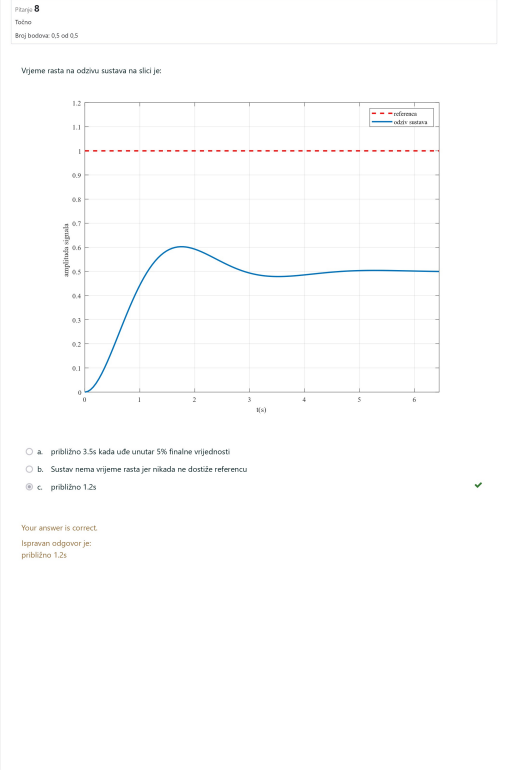 Pitanje 8
Točno
Broj bodova: 0,5 od 0,5
Vrjeme rasta na odzivu sustava na slici je:
1.2
1.1
1
0.9
0.8
0.7
0.6
0.5
0.4
0.3
0.2
0.1
0
amplituda signala
referenca
odziv sustava
0 1 2 3 4 5 6
t(s)
a. približno 3.5s kada uđe unutar 5% finalne vrijednosti
b. Sustav nema vrijeme rasta jer nikada ne dostiže referencu
c. približno 1.2s
Your answer is correct.
Ispravan odgovor je:
približno 1.2s